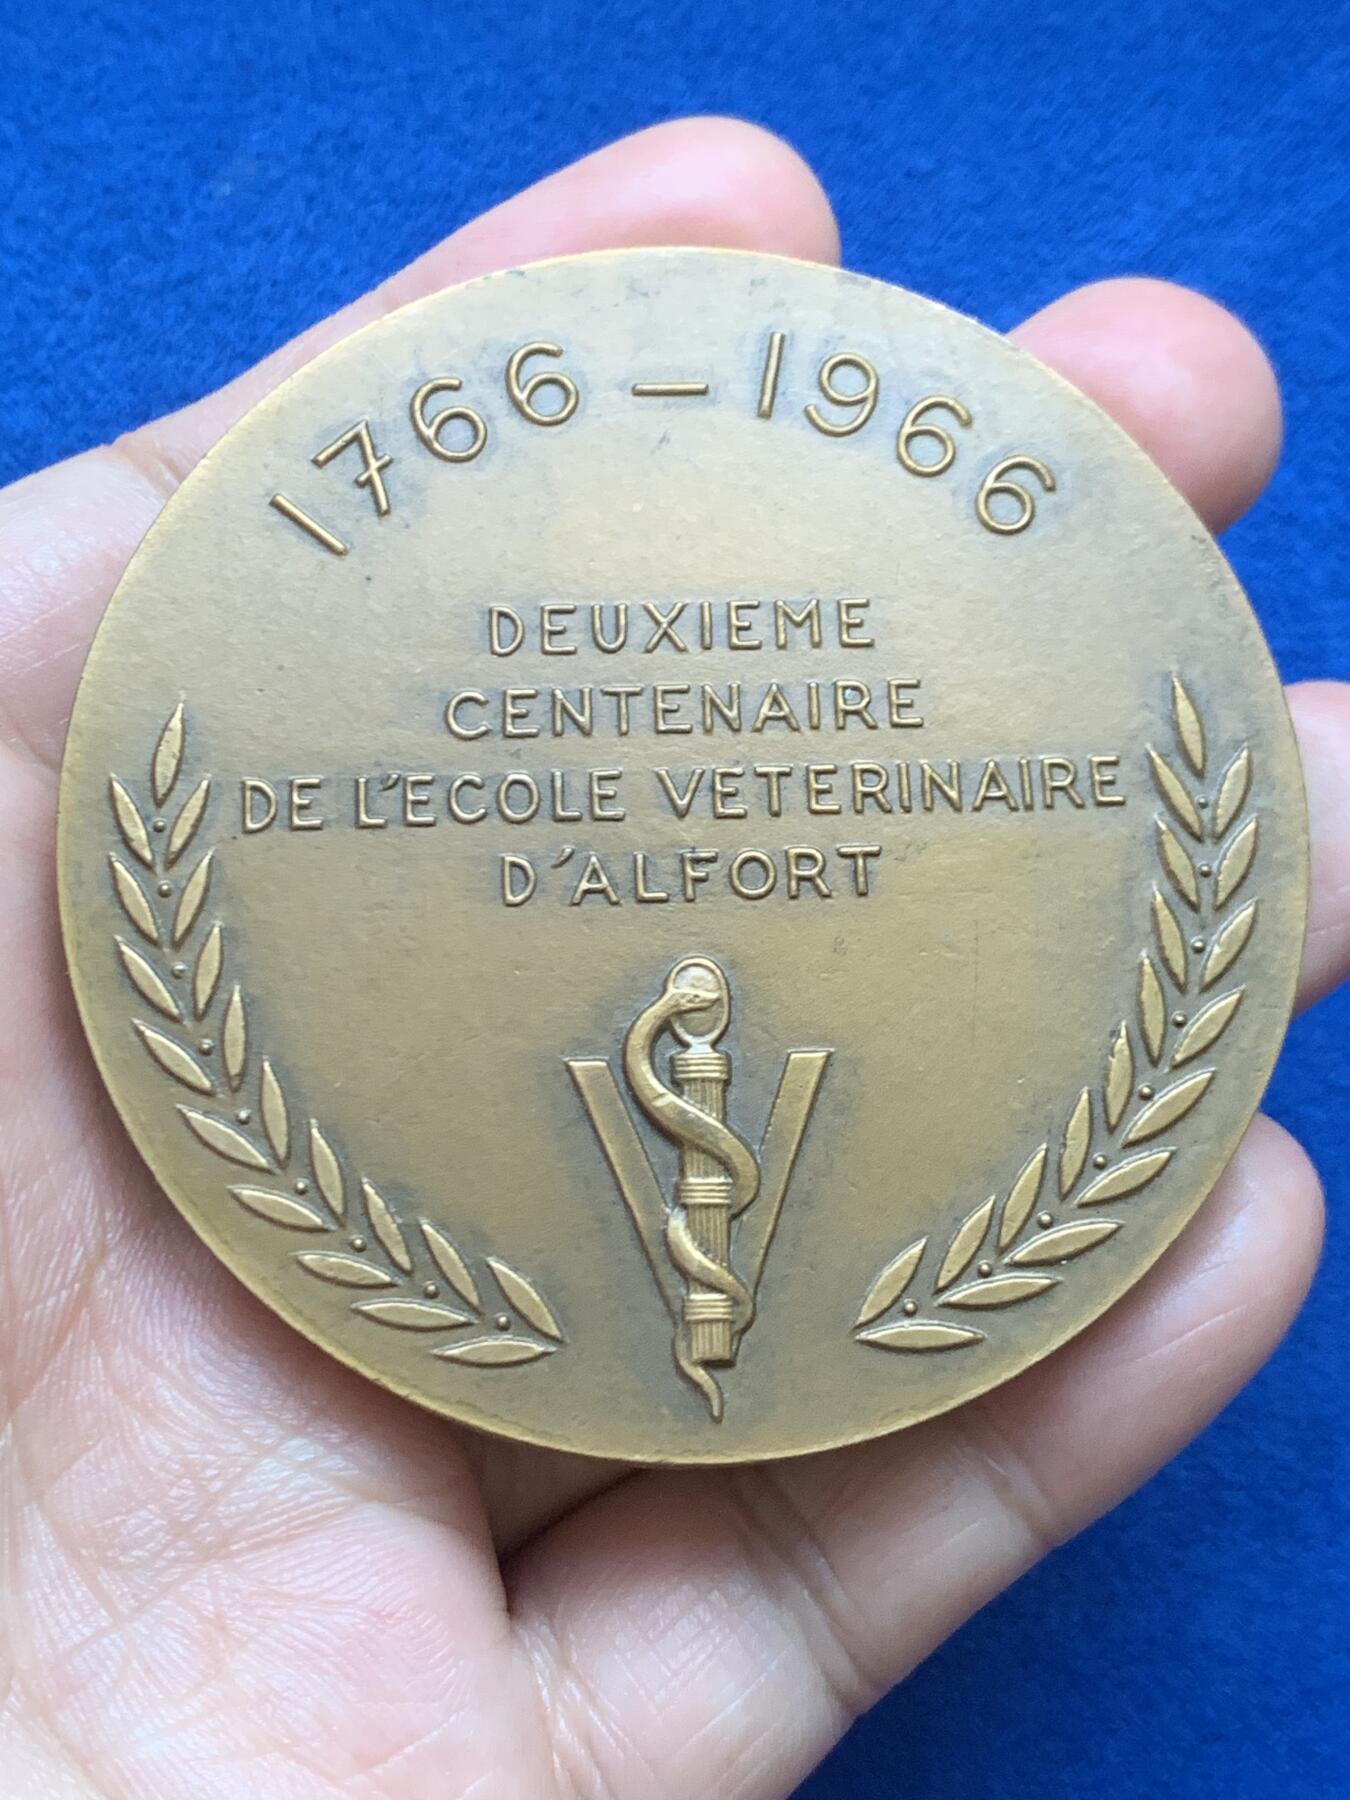 1766 – 1966
DEUXIEME
CENTENAIRE
DE L'ECOLE VETERINAIRE
D'ALFORT
V